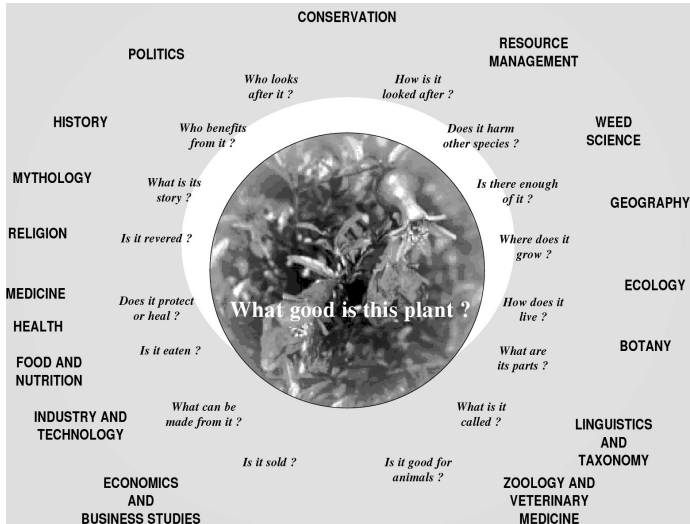 CONSERVATION
POLITICS
RESOURCE
MANAGEMENT
Who looks
after it ?
How is it
looked after ?
HISTORY
Who benefits
from it ?
Does it harm
other species ?
WEED
SCIENCE
MYTHOLOGY
What is its
story ?
Is there enough
of it ?
GEOGRAPHY
RELIGION
Is it revered ?
Where does it
grow ?
ECOLOGY
MEDICINE
HEALTH
Does it protect
or heal ?
What good is this plant ?
How does it
live ?
BOTANY
FOOD AND
NUTRITION
Is it eaten ?
What are
its parts ?
INDUSTRY AND
TECHNOLOGY
What can be
made from it ?
What is it
called ?
LINGUISTICS
AND
TAXONOMY
Is it sold ?
Is it good for
animals ?
ECONOMICS
AND
BUSINESS STUDIES
ZOOLOGY AND
VETERINARY
MEDICINE